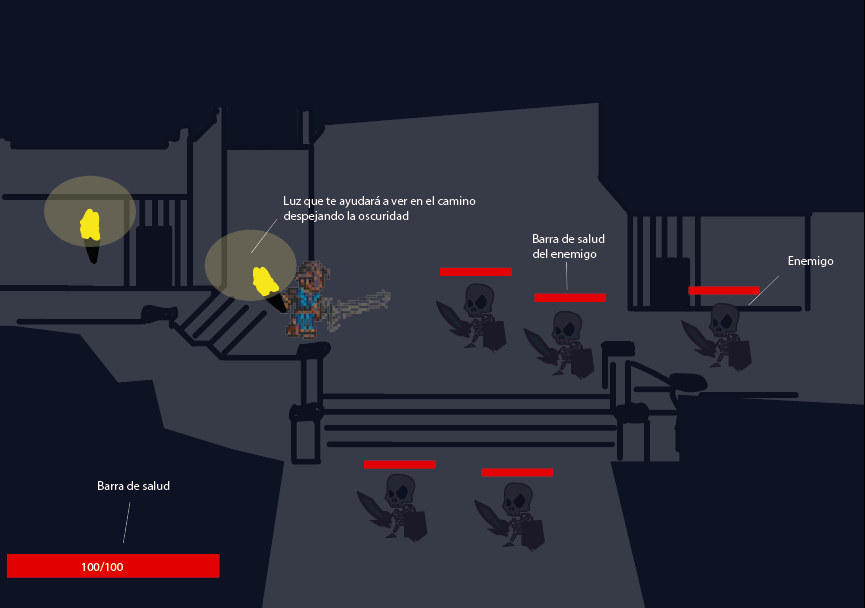 Luz que te ayudará a ver en el camino
despejando la oscuridad
Barra de salud
del enemigo
Enemigo
Barra de salud
100/100